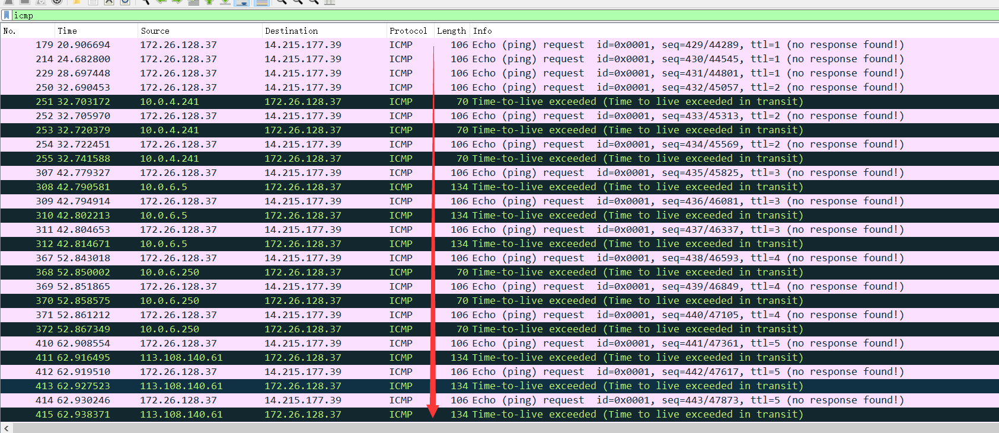 icmp
No. Time Source Destination Protocol Length Info
179 20.906694 172.26.128.37 14.215.177.39 ICMP 106 Echo (ping) request id=0x0001, seq=429/44289, ttl=1 (no response found!)
214 24.682800 172.26.128.37 14.215.177.39 ICMP 106 Echo (ping) request id=0x0001, seq=430/44545, ttl=1 (no response found!)
229 28.697448 172.26.128.37 14.215.177.39 ICMP 106 Echo (ping) request id=0x0001, seq=431/44801, ttl=1 (no response found!)
250 32.690453 172.26.128.37 14.215.177.39 ICMP 106 Echo (ping) request id=0x0001, seq=432/45057, ttl=2 (no response found!)
251 32.703172 10.0.4.241 172.26.128.37 ICMP 70 Time-to-live exceeded (Time to live exceeded in transit)
252 32.705970 172.26.128.37 14.215.177.39 ICMP 106 Echo (ping) request id=0x0001, seq=433/45313, ttl=2 (no response found!)
253 32.720379 10.0.4.241 172.26.128.37 ICMP 70 Time-to-live exceeded (Time to live exceeded in transit)
254 32.722451 172.26.128.37 14.215.177.39 ICMP 106 Echo (ping) request id=0x0001, seq=434/45569, ttl=2 (no response found!)
255 32.741588 10.0.4.241 172.26.128.37 ICMP 70 Time-to-live exceeded (Time to live exceeded in transit)
307 42.779327 172.26.128.37 14.215.177.39 ICMP 106 Echo (ping) request id=0x0001, seq=435/45825, ttl=3 (no response found!)
308 42.790581 10.0.6.5 172.26.128.37 ICMP 134 Time-to-live exceeded (Time to live exceeded in transit)
309 42.794914 172.26.128.37 14.215.177.39 ICMP 106 Echo (ping) request id=0x0001, seq=436/46081, ttl=3 (no response found!)
310 42.802213 10.0.6.5 172.26.128.37 ICMP 134 Time-to-live exceeded (Time to live exceeded in transit)
311 42.804653 172.26.128.37 14.215.177.39 ICMP 106 Echo (ping) request id=0x0001, seq=437/46337, ttl=3 (no response found!)
312 42.814671 10.0.6.5 172.26.128.37 ICMP 134 Time-to-live exceeded (Time to live exceeded in transit)
367 52.843018 172.26.128.37 14.215.177.39 ICMP 106 Echo (ping) request id=0x0001, seq=438/46593, ttl=4 (no response found!)
368 52.850002 10.0.6.250 172.26.128.37 ICMP 70 Time-to-live exceeded (Time to live exceeded in transit)
369 52.851865 172.26.128.37 14.215.177.39 ICMP 106 Echo (ping) request id=0x0001, seq=439/46849, ttl=4 (no response found!)
370 52.858575 10.0.6.250 172.26.128.37 ICMP 70 Time-to-live exceeded (Time to live exceeded in transit)
371 52.861212 172.26.128.37 14.215.177.39 ICMP 106 Echo (ping) request id=0x0001, seq=440/47105, ttl=4 (no response found!)
372 52.867349 10.0.6.250 172.26.128.37 ICMP 70 Time-to-live exceeded (Time to live exceeded in transit)
410 62.908554 172.26.128.37 14.215.177.39 ICMP 106 Echo (ping) request id=0x0001, seq=441/47361, ttl=5 (no response found!)
411 62.916495 113.108.140.61 172.26.128.37 ICMP 134 Time-to-live exceeded (Time to live exceeded in transit)
412 62.919510 172.26.128.37 14.215.177.39 ICMP 106 Echo (ping) request id=0x0001, seq=442/47617, ttl=5 (no response found!)
413 62.927523 113.108.140.61 172.26.128.37 ICMP 134 Time-to-live exceeded (Time to live exceeded in transit)
414 62.930246 172.26.128.37 14.215.177.39 ICMP 106 Echo (ping) request id=0x0001, seq=443/47873, ttl=5 (no response found!)
415 62.938371 113.108.140.61 172.26.128.37 ICMP 134 Time-to-live exceeded (Time to live exceeded in transit)